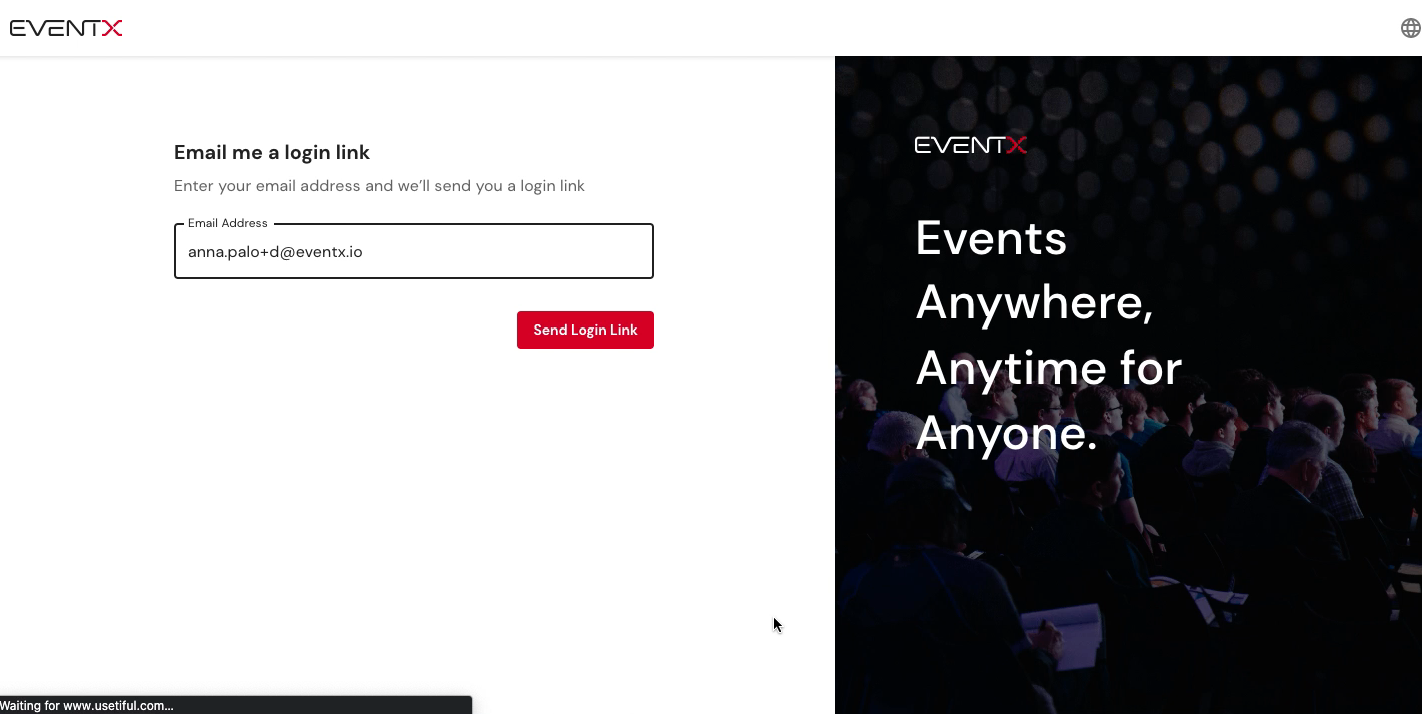 EVENTX
Email me a login link
Enter your email address and we’ll send you a login link
Email Address
anna.palo+d@eventx.io
Send Login Link
EVENTX
Events
Anywhere,
Anytime for
Anyone.
Waiting for www.usetiful.com...